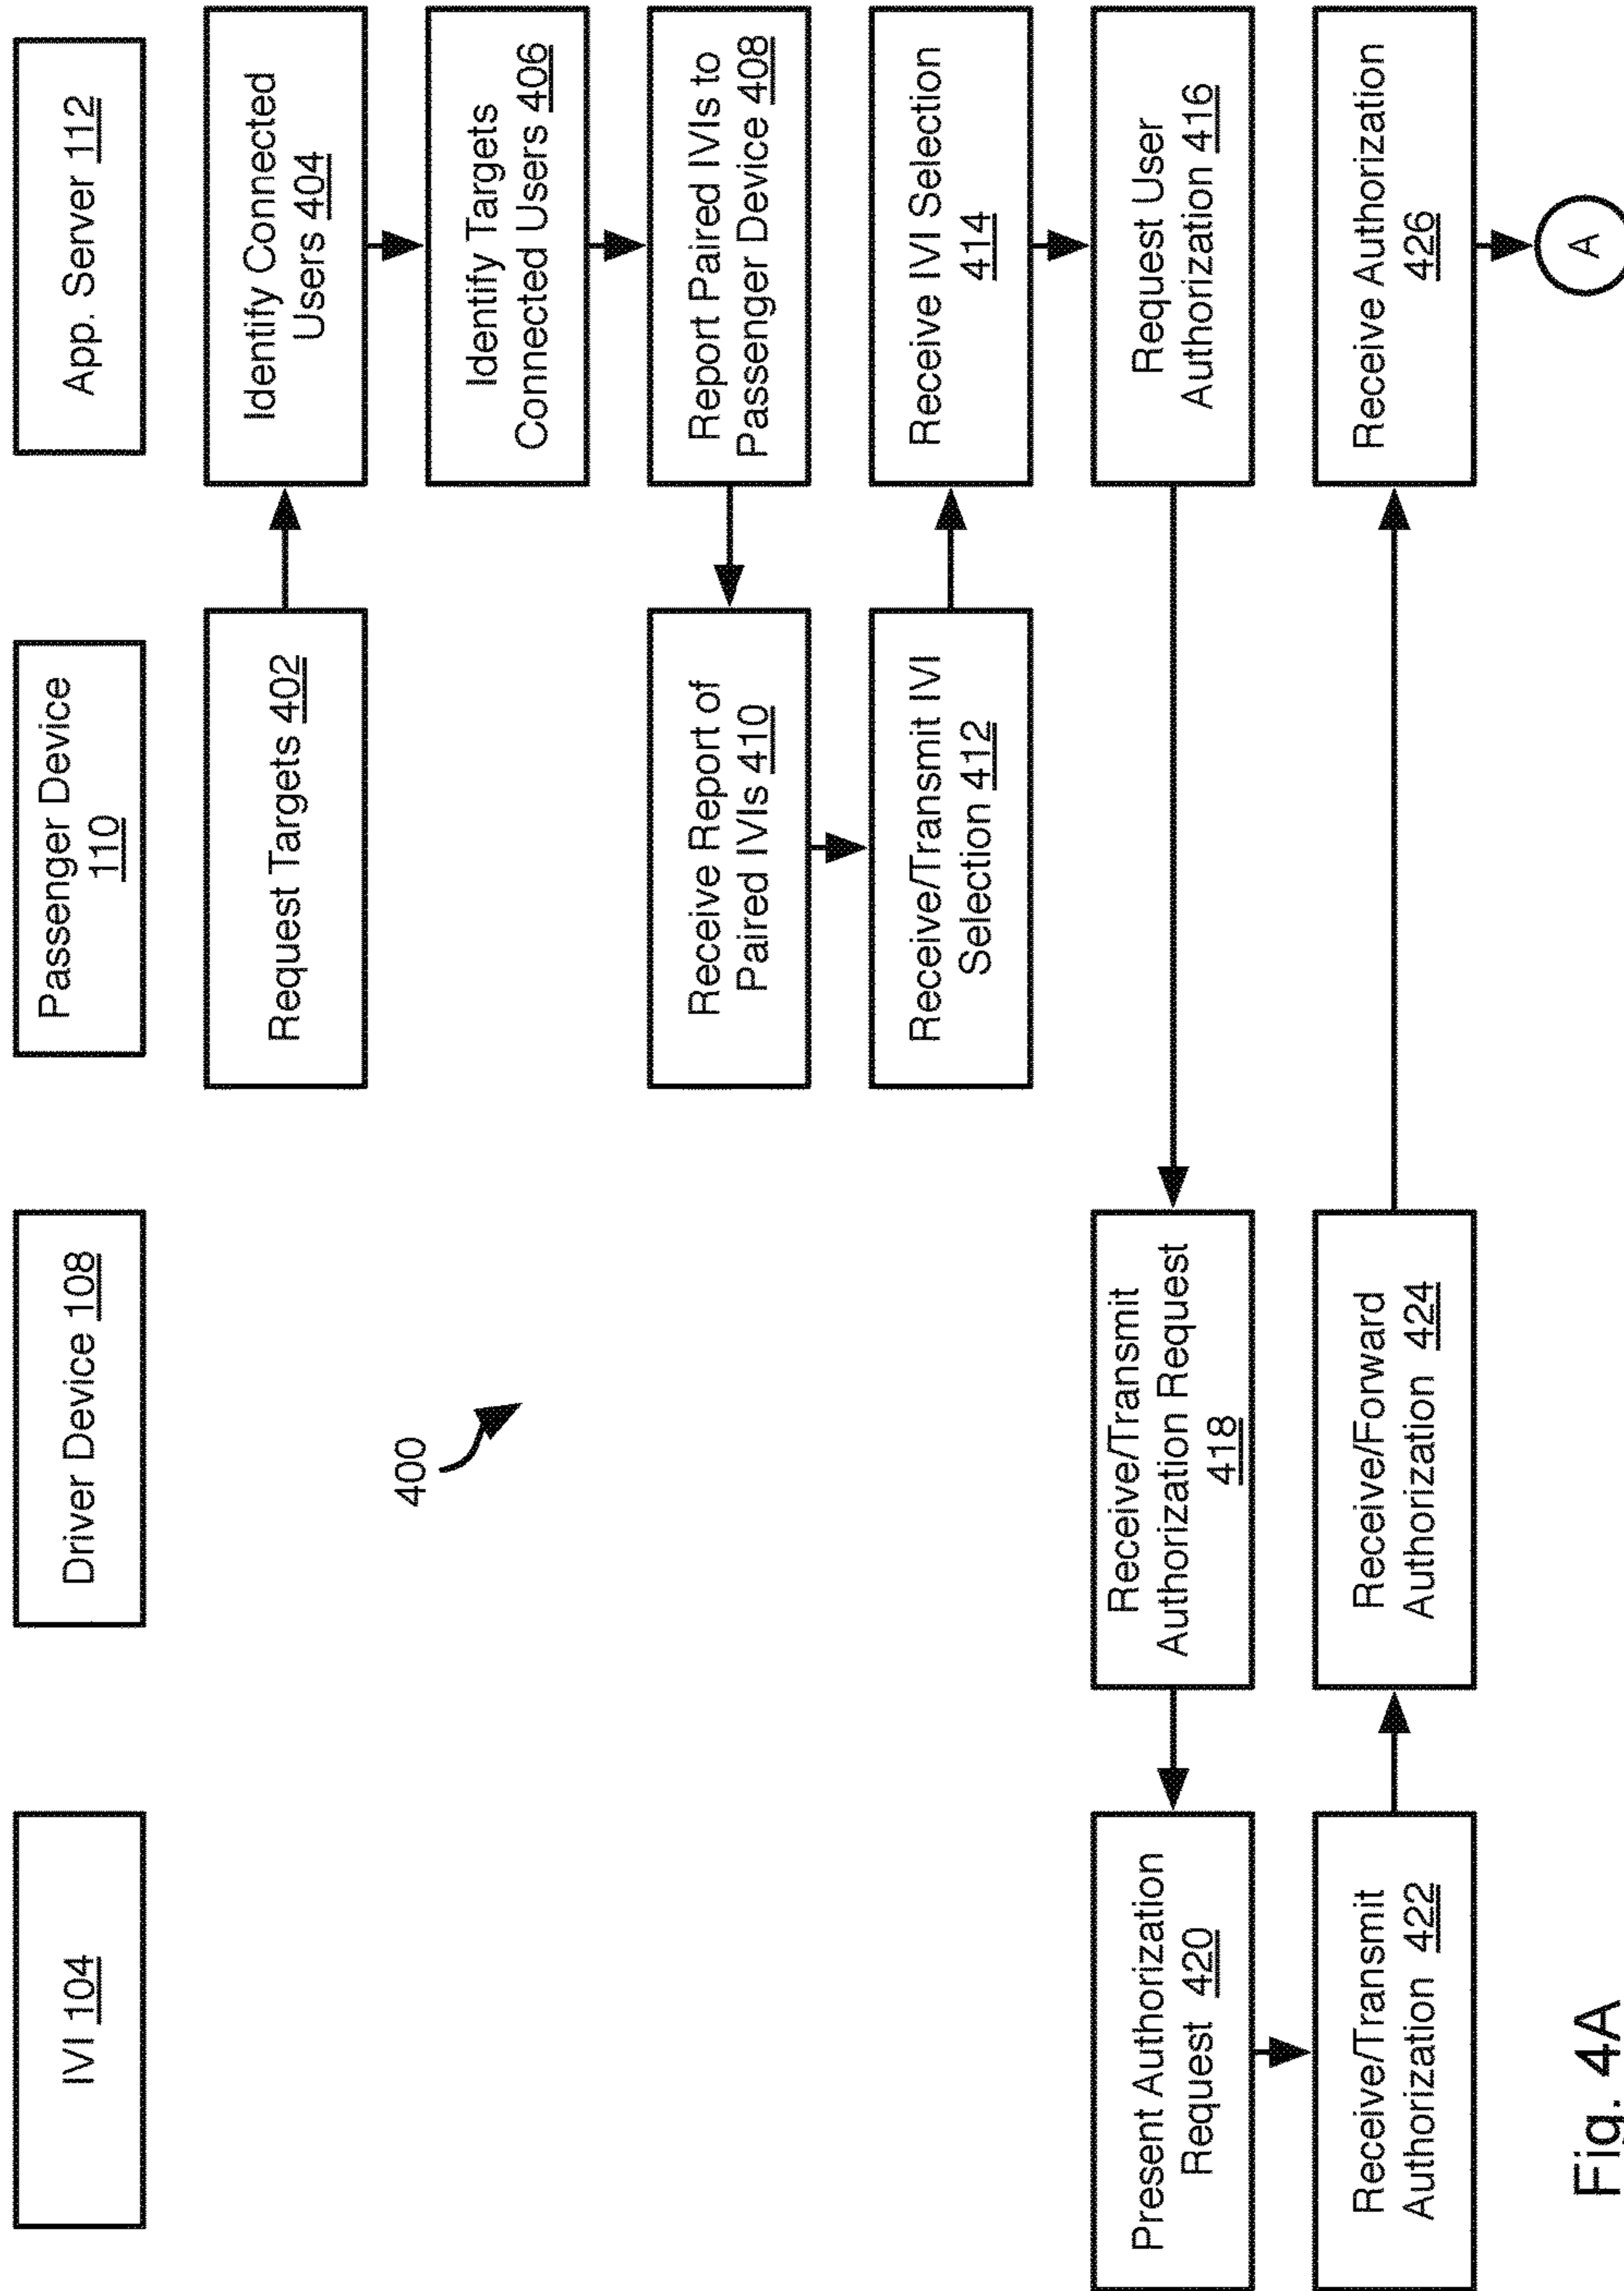 IVI 104
Driver Device 108
Passenger Device
110
App. Server 112
Request Targets 402
Identify Connected
Users 404
400
Identify Targets
Connected Users 406
Receive Report of
Paired IVIs 410
Report Paired IVIs to
Passenger Device 408
Receive/Transmit IVI
Selection 412
Receive IVI Selection
414
Present Authorization
Request 420
Receive/Transmit
Authorization Request
418
Request User
Authorization 416
Receive/Transmit
Authorization 422
Receive/Forward
Authorization 424
Receive Authorization
426
A
Fig. 4A